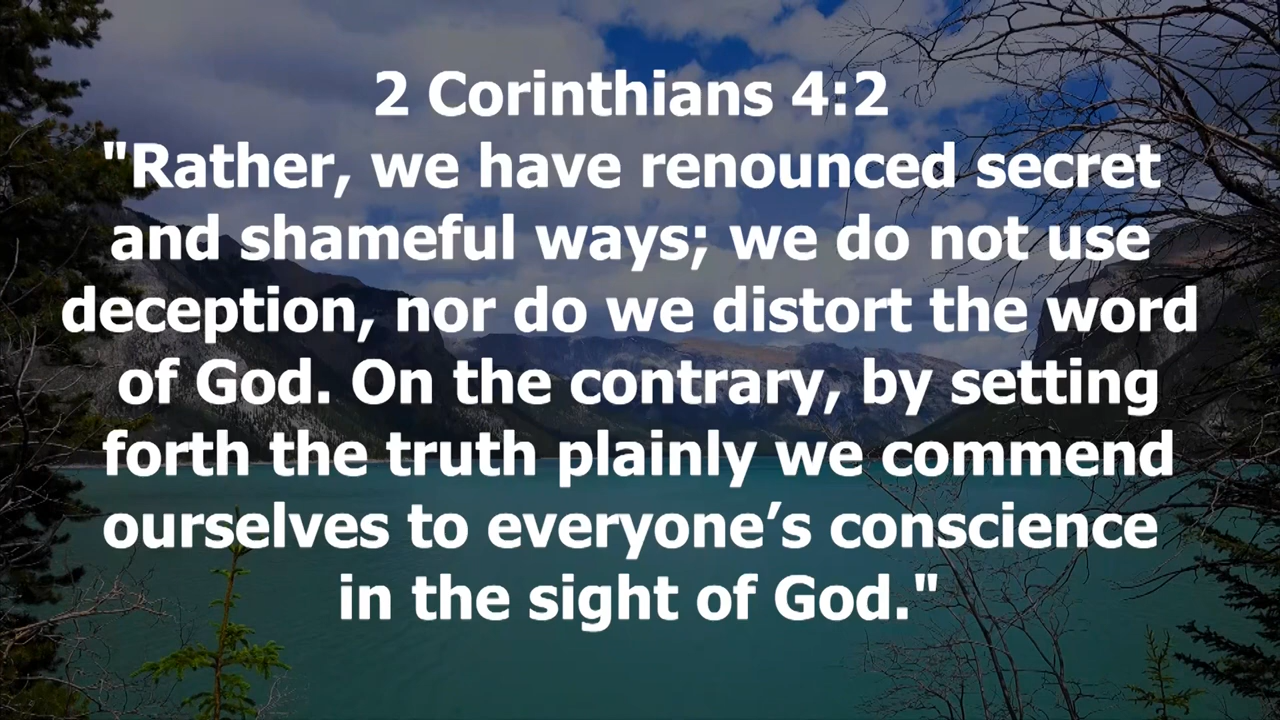 2 Corinthians 4:2
"Rather, we have renounced secret
and shameful ways; we do not use
deception, nor do we distort the word
of God. On the contrary, by setting
forth the truth plainly we commend
ourselves to everyone’s conscience
in the sight of God."